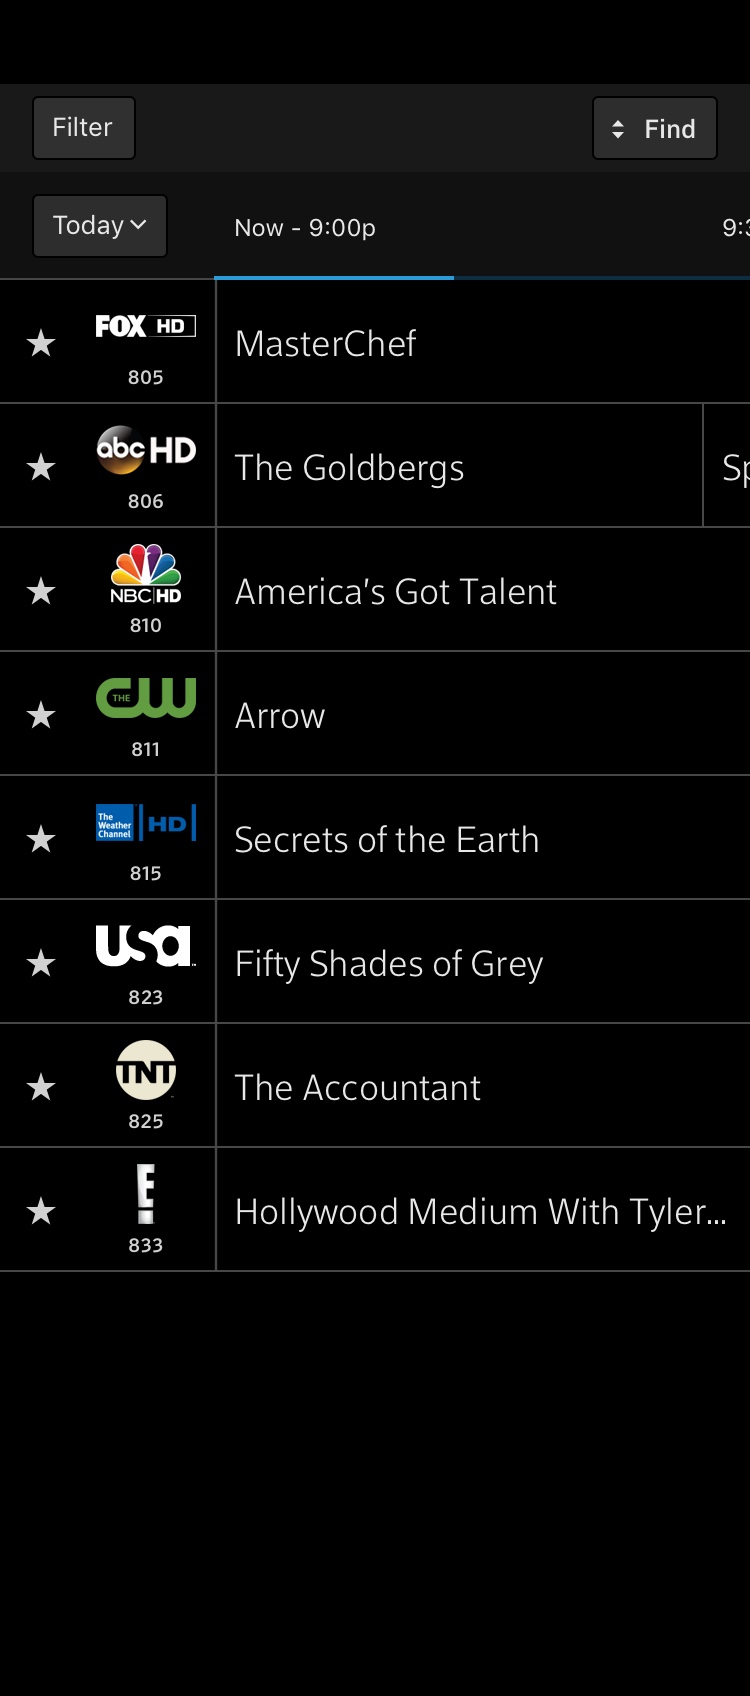 Filter
Find
Today
Now - 9:00p
9:3
FOX HD
805
MasterChef
abc HD
806
The Goldbergs
Sp
NBC HD
810
America's Got Talent
THE CW
811
Arrow
The Weather Channel HD
815
Secrets of the Earth
usa
823
Fifty Shades of Grey
TNT
825
The Accountant
E!
833
Hollywood Medium With Tyler...